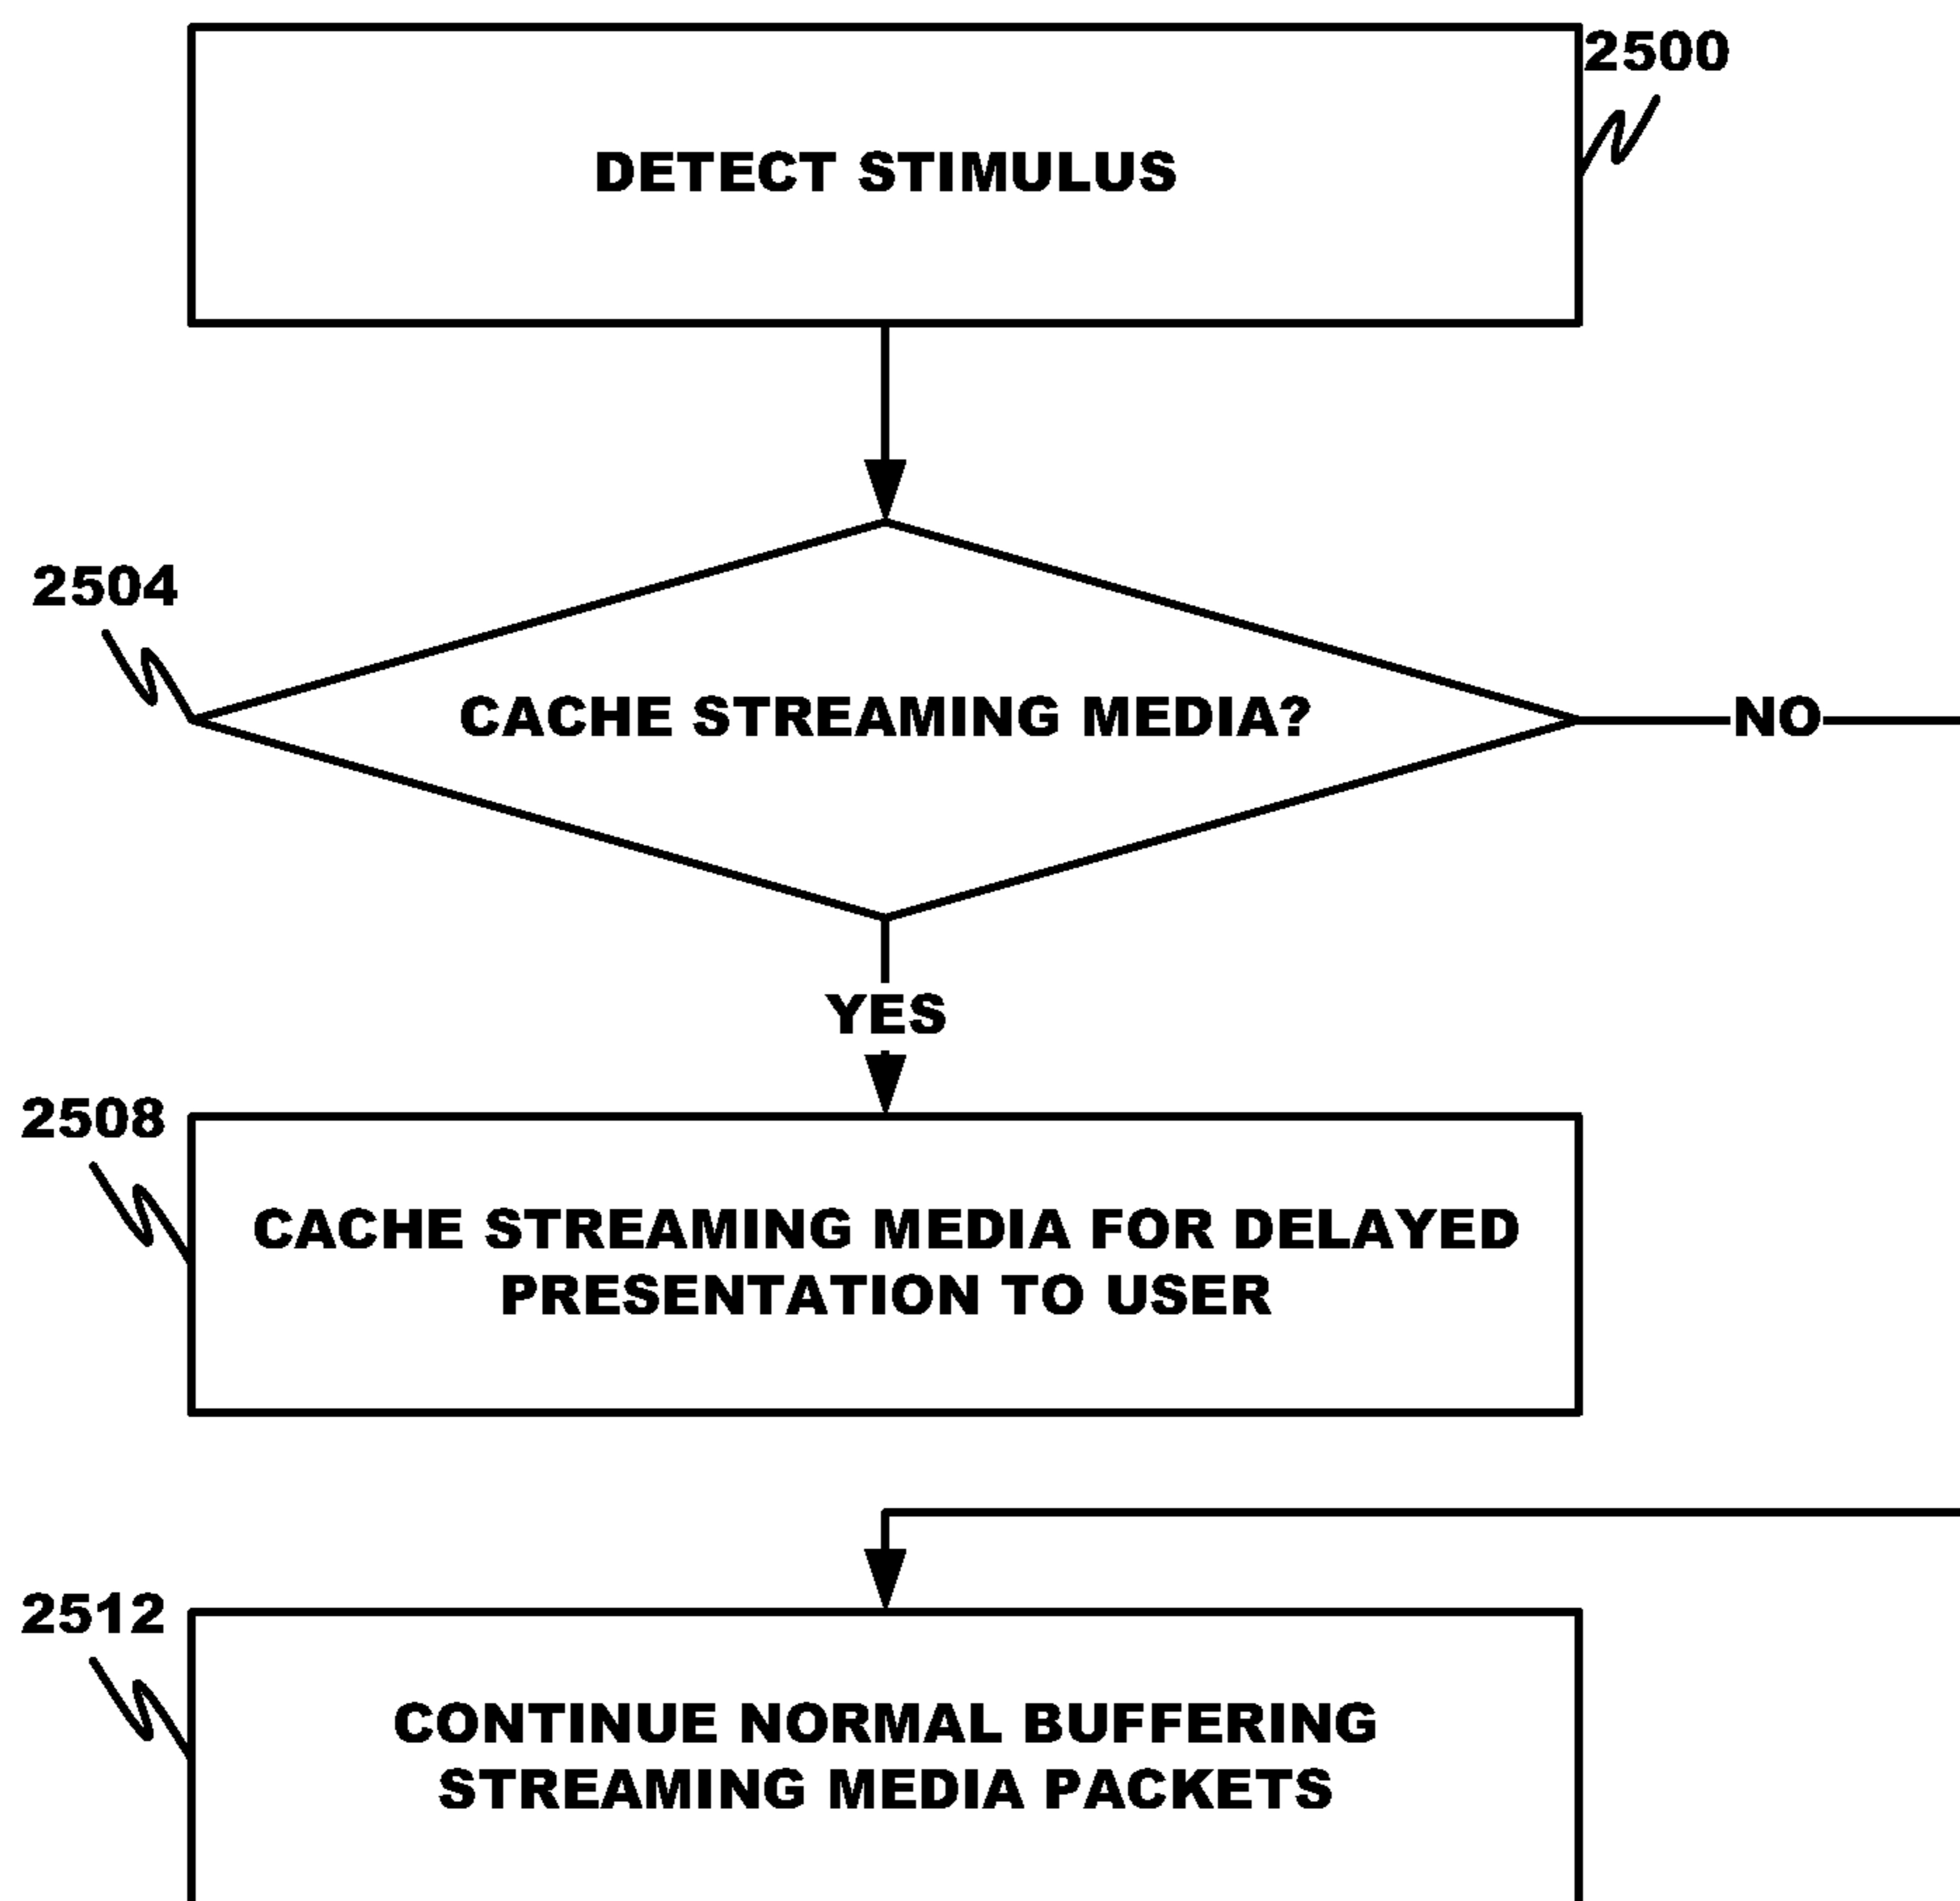 2500
DETECT STIMULUS
2504
CACHE STREAMING MEDIA?
NO
YES
2508
CACHE STREAMING MEDIA FOR DELAYED
PRESENTATION TO USER
2512
CONTINUE NORMAL BUFFERING
STREAMING MEDIA PACKETS